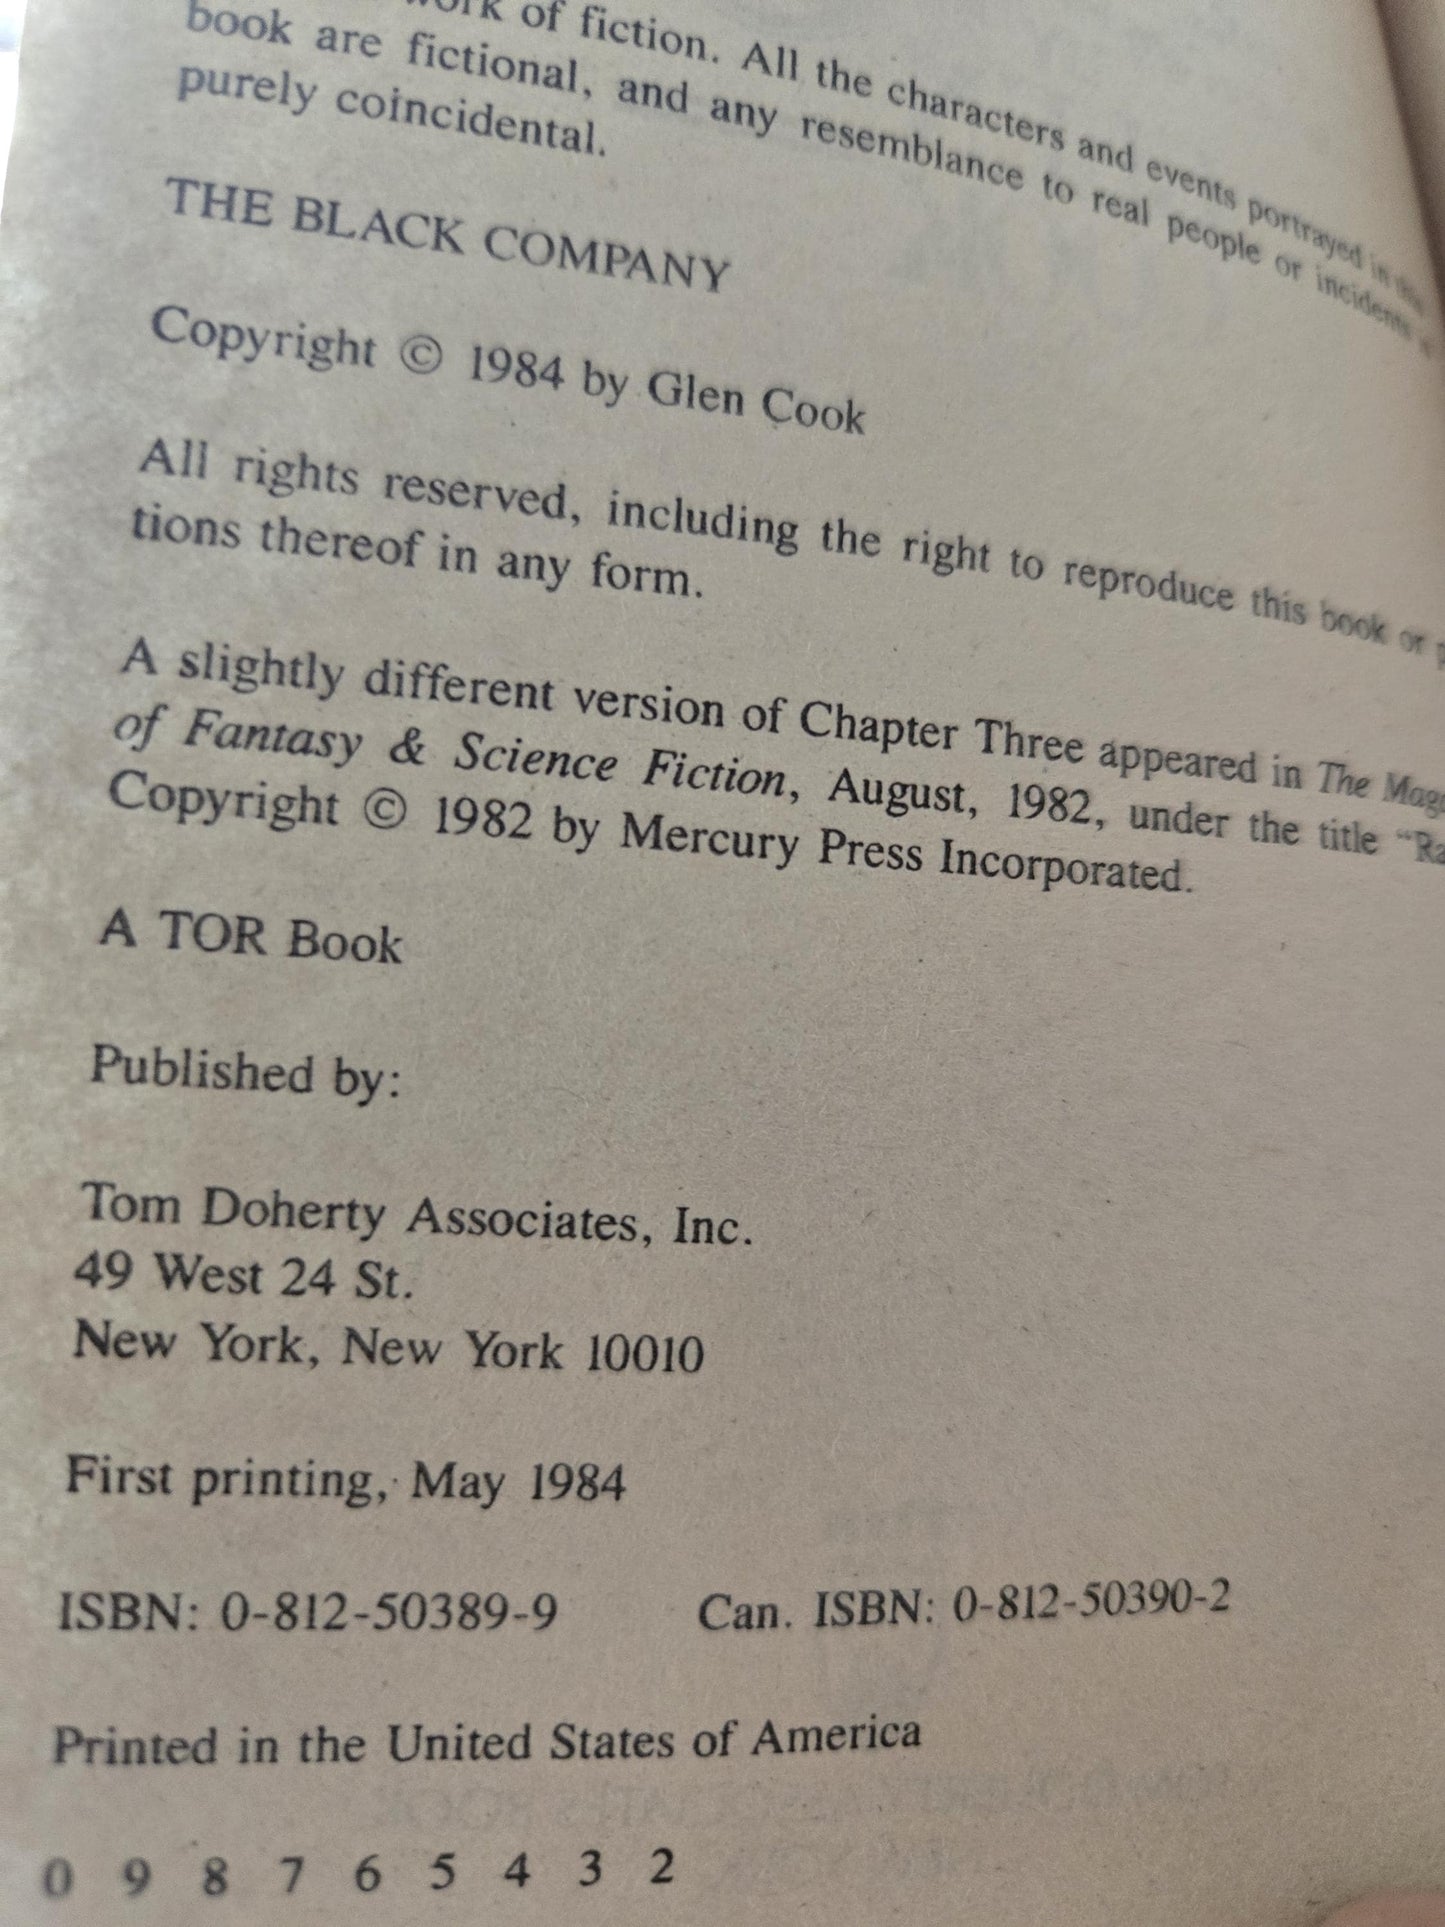 work of fiction. All the characters and events portrayed in this
book are fictional, and any resemblance to real people or incidents
purely coincidental.
THE BLACK COMPANY
Copyright © 1984 by Glen Cook
All rights reserved, including the right to reproduce this book or
tions thereof in any form.
A slightly different version of Chapter Three appeared in The
of Fantasy & Science Fiction, August, 1982, under the title
Copyright © 1982 by Mercury Press Incorporated.
A TOR Book
Published by:
Tom Doherty Associates, Inc.
49 West 24 St.
New York, New York 10010
First printing, May 1984
ISBN: 0-812-50389-9 Can. ISBN: 0-812-50390-2
Printed in the United States of America
0 9 8 7 6 5 4 3 2